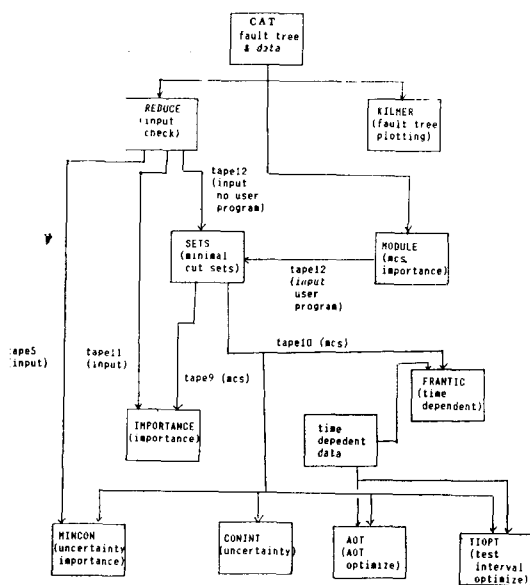 CAT
fault tree
& data
REDUCE
(input
check)
KILMER
(fault tree
plotting)
tape12
(input
no user
program)
SETS
(minimal
cut sets)
MODULE
(mcs,
importance)
tape12
(input
user
program)
tape5
(input)
tape11
(input)
tape9 (mcs)
tape10 (mcs)
FRANTIC
(time
dependent)
IMPORTANCE
(importance)
time
depedent
data
MINCON
(uncertainty
importance)
CONINT
(uncertainty)
AOT
(AOT
optimize)
TIOPT
(test
interval
optimize)